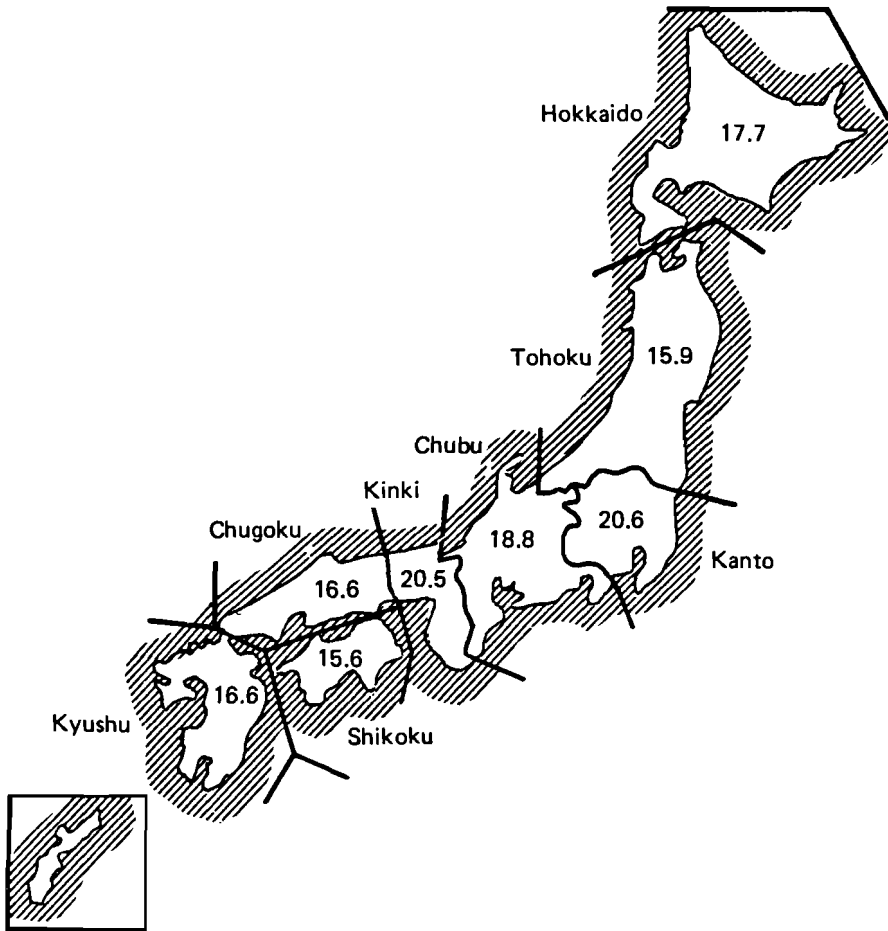 Hokkaido
17.7
Tohoku
15.9
Chubu
Kinki
Chugoku
18.8
20.6
Kanto
16.6
20.5
15.6
16.6
Kyushu
Shikoku